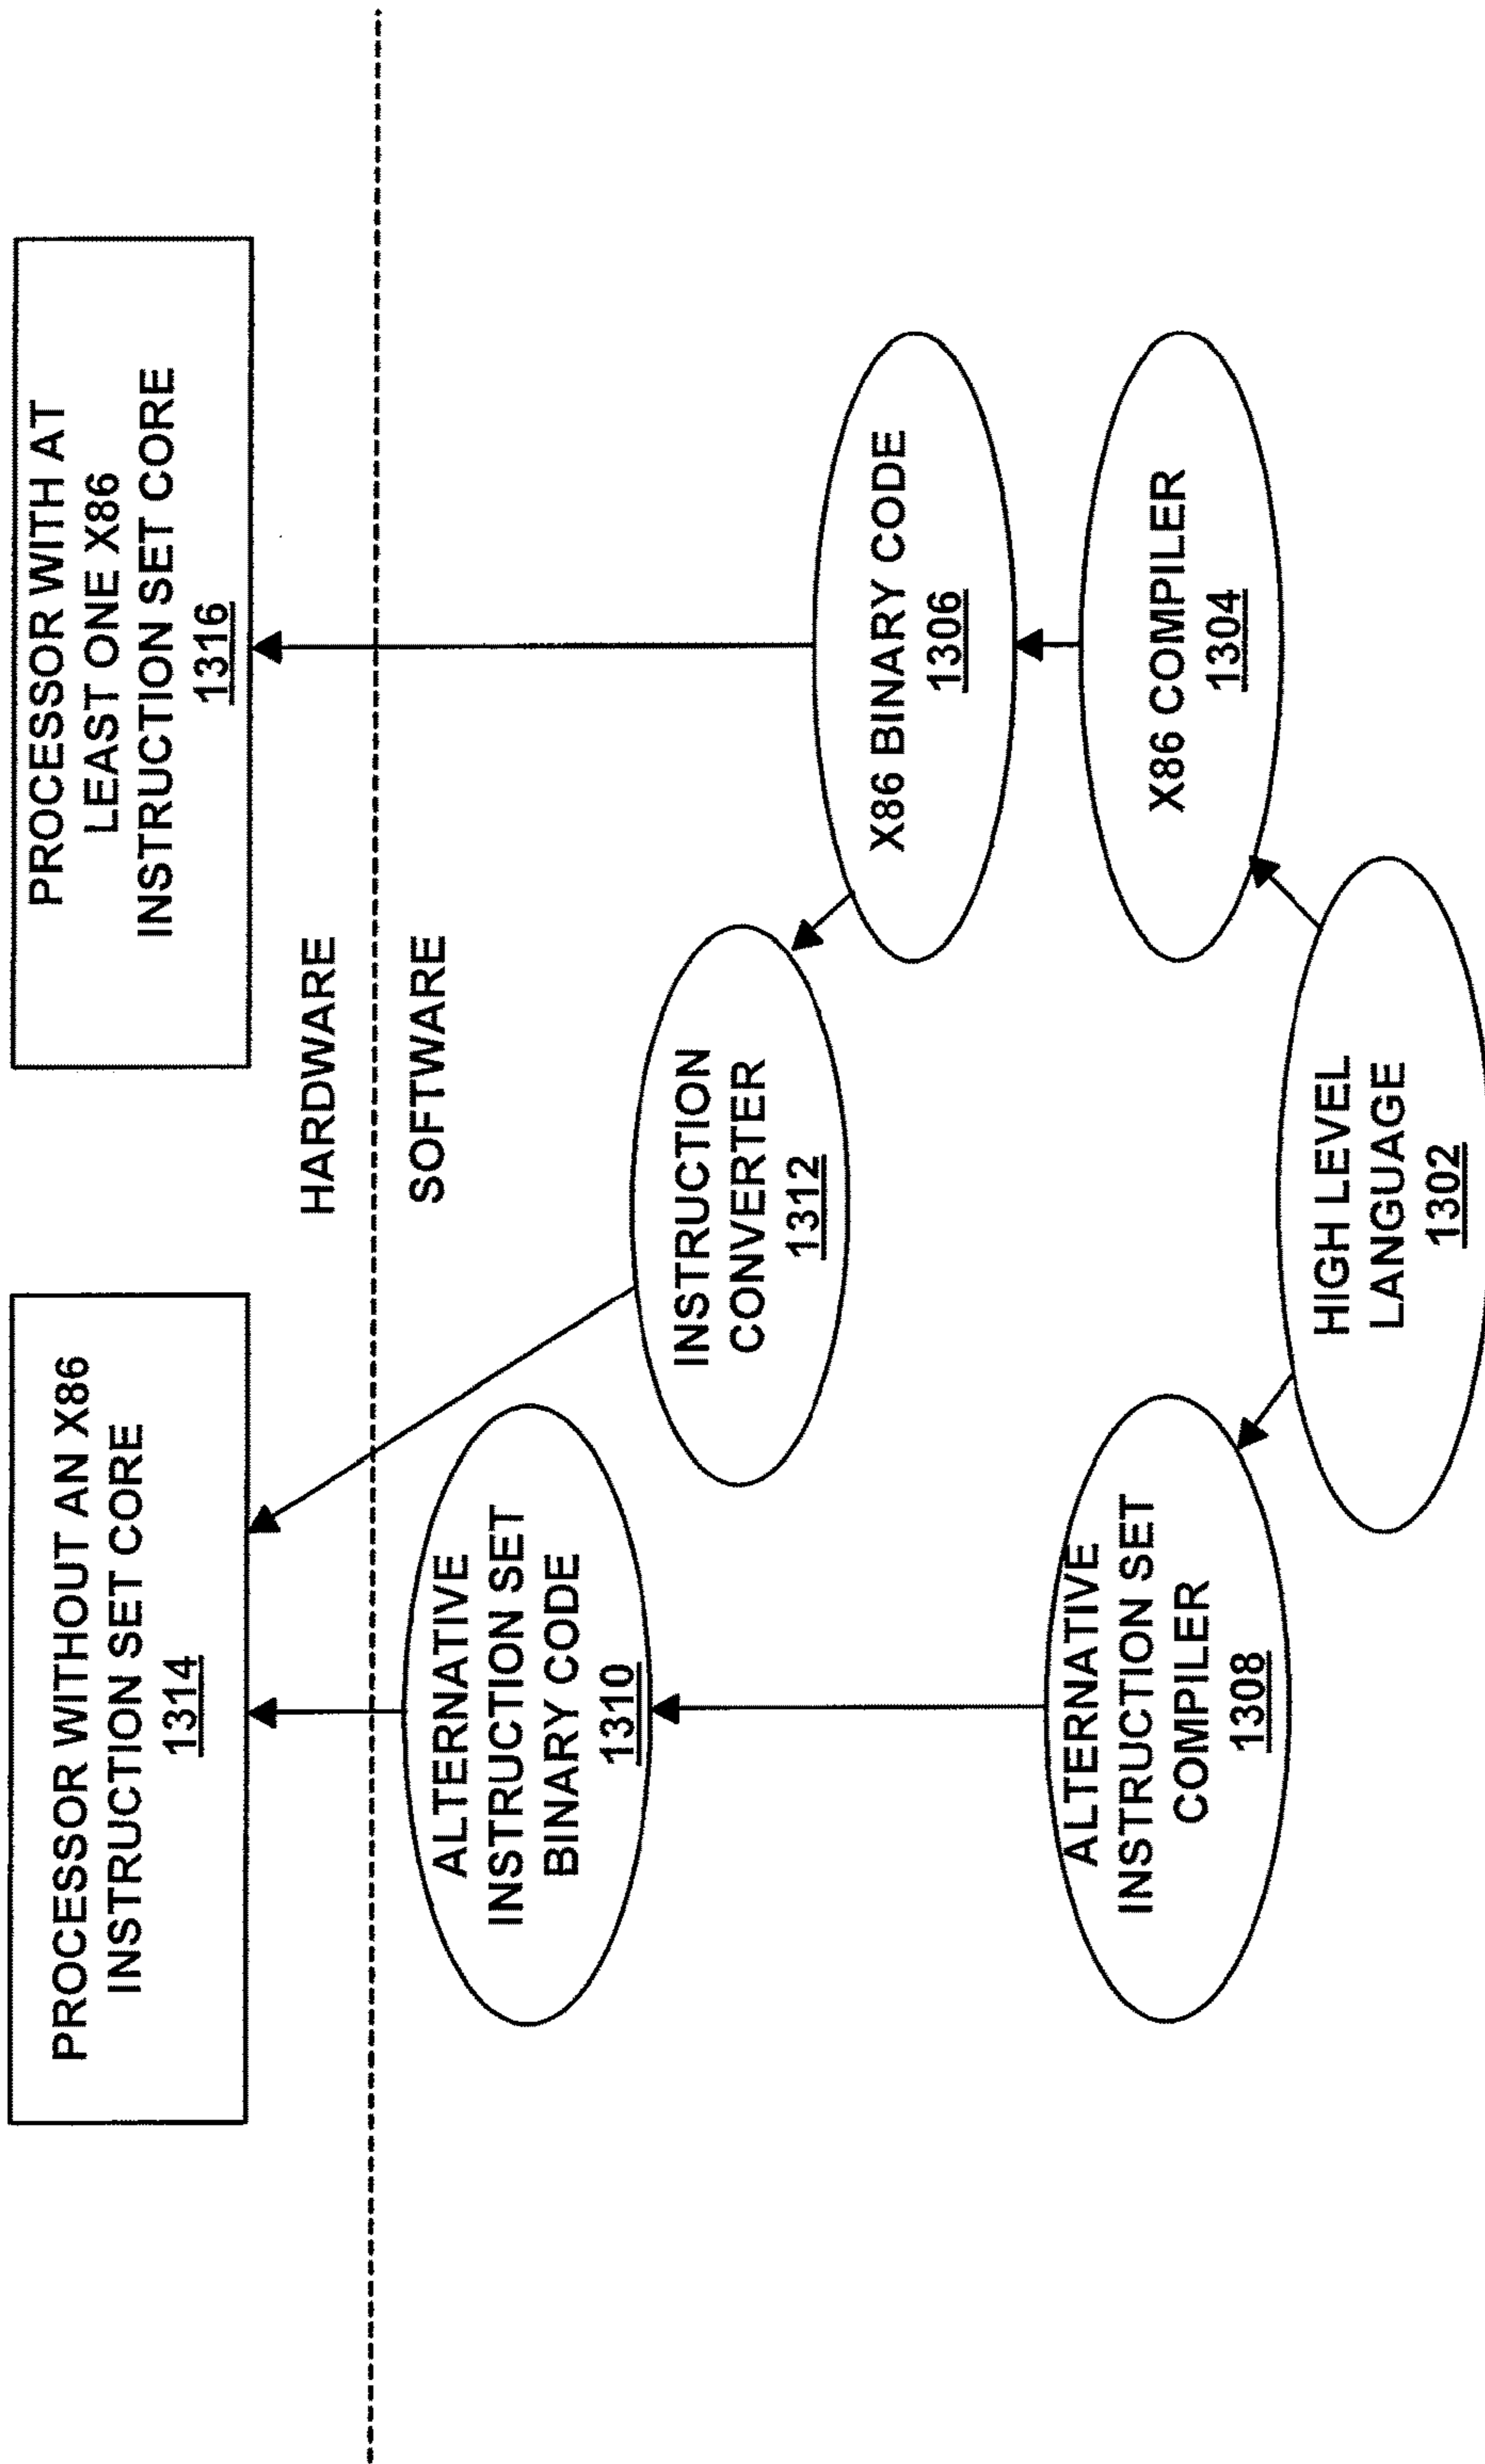 PROCESSOR WITHOUT AN X86
INSTRUCTION SET CORE
1314
PROCESSOR WITH AT
LEAST ONE X86
INSTRUCTION SET CORE
1316
HARDWARE
SOFTWARE
ALTERNATIVE
INSTRUCTION SET
BINARY CODE
1310
INSTRUCTION
CONVERTER
1312
X86 BINARY CODE
1306
ALTERNATIVE
INSTRUCTION SET
COMPILER
1308
X86 COMPILER
1304
HIGH LEVEL
LANGUAGE
1302